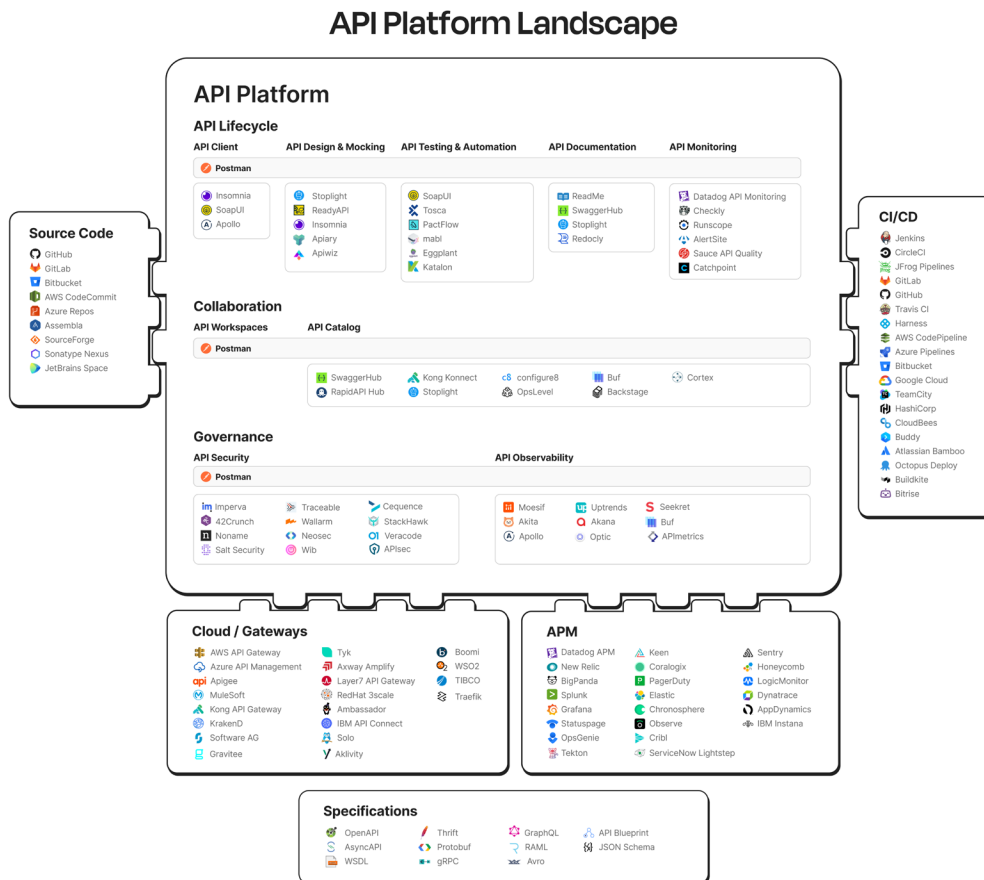 API Platform Landscape
API Platform
API Lifecycle
API Client
Postman
Insomnia
SoapUI
Apollo
API Design & Mocking
Stoplight
ReadyAPI
Insomnia
Apiary
Apiwiz
API Testing & Automation
SoapUI
Tosca
PactFlow
mabl
Eggplant
Katalon
API Documentation
ReadMe
SwaggerHub
Stoplight
Redocly
API Monitoring
Datadog API Monitoring
Checkly
Runscope
AlertSite
Sauce API Quality
Catchpoint
Collaboration
API Workspaces
API Catalog
Postman
SwaggerHub
RapidAPI Hub
Kong Konnect
Stoplight
c8 configure8
OpsLevel
Buf
Backstage
Cortex
Governance
API Security
API Observability
Postman
im Imperva
42Crunch
n Noname
Salt Security
Traceable
Wallarm
Neosec
Wib
Cequence
StackHawk
Veracode
APIsec
Moesif
Akita
Apollo
up Uptrends
Akana
Optic
S Seekret
Buf
APImetrics
Source Code
GitHub
GitLab
Bitbucket
AWS CodeCommit
Azure Repos
Assembla
SourceForge
Sonatype Nexus
JetBrains Space
CI/CD
Jenkins
CircleCI
JFrog Pipelines
GitLab
GitHub
Travis CI
Harness
AWS CodePipeline
Azure Pipelines
Bitbucket
Google Cloud
TeamCity
HashiCorp
CloudBees
Buddy
Atlassian Bamboo
Octopus Deploy
Buildkite
Bitrise
Cloud / Gateways
AWS API Gateway
Azure API Management
api Apigee
MuleSoft
Kong API Gateway
KrakenD
Software AG
Gravitee
Tyk
Axway Amplify
Layer7 API Gateway
RedHat 3scale
Ambassador
IBM API Connect
Solo
Aklivity
Boomi
WSO2
TIBCO
Traefik
APM
Datadog APM
New Relic
BigPanda
Splunk
Grafana
Statuspage
OpsGenie
Tekton
Keen
Coralogix
PagerDuty
Elastic
Chronosphere
Observe
Cribl
ServiceNow Lightstep
Sentry
Honeycomb
LogicMonitor
Dynatrace
AppDynamics
IBM Instana
Specifications
OpenAPI
AsyncAPI
WSDL
Thrift
Protobuf
gRPC
GraphQL
RAML
Avro
API Blueprint
JSON Schema